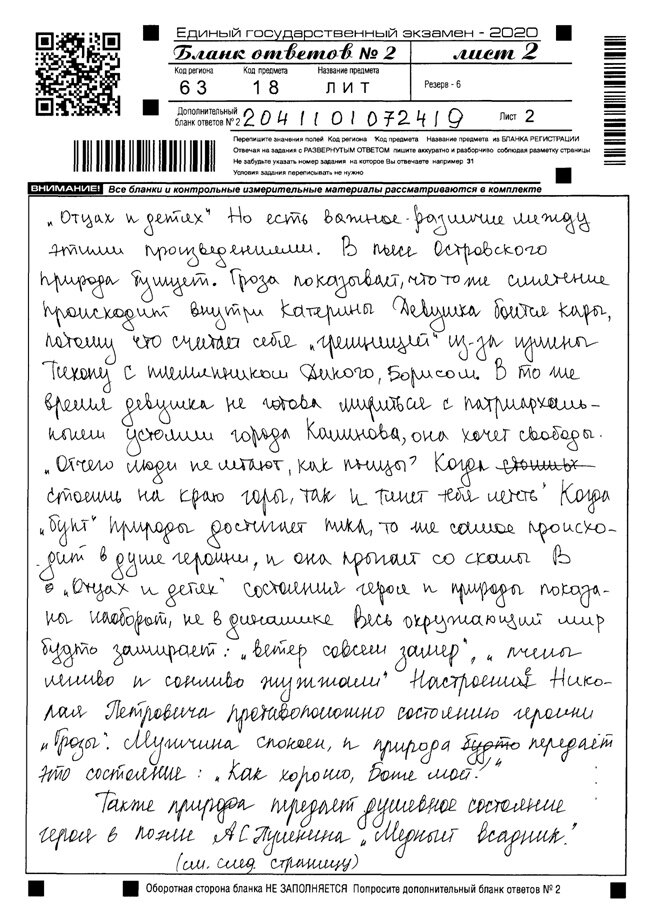 Единый государственный экзамен - 2020
Бланк ответов № 2 лист 2
Код региона Код предмета Название предмета
63 18 ЛИТ Резерв - 6
Дополнительный бланк ответов № 2 2041101072419 Лист 2
Перепишите значения полей Код региона Код предмета Название предмета из БЛАНКА РЕГИСТРАЦИИ
Отвечая на задания с РАЗВЕРНУТЫМ ОТВЕТОМ пишите аккуратно и разборчиво соблюдая разметку страницы
Не забудьте указать номер задания на которое Вы отвечаете например 31
Условия задания переписывать не нужно
ВНИМАНИЕ! Все бланки и контрольные измерительные материалы рассматриваются в комплекте
„Отцах и детях" Но есть важное различие между
этими произведениями. В пьесе Островского
природа бушует. Гроза показывает, что то же смятение
происходит внутри Катерины Девушка боится кары,
потому что считает себя „грешницей" из-за измены
Тихону с племянником Дикого, Борисом. В то же
время девушка не готова мириться с патриархаль-
ными устоями города Калинова, она хочет свободы.
„Отчего люди не летают, как птицы? Когда
стоишь на краю горы, так и тянет тебя лететь" Когда
„бунт" природы достигает пика, то же самое происхо-
дит в душе героини, и она прыгает со скалы В
„Отцах и детях" состояния героя и природы показа-
ны наоборот, не в динамике Весь окружающий мир
будто замирает: „ветер совсем замер", „пчелы
лениво и сонливо жужжали" Настроение Нико-
лая Петровича противоположно состоянию героини
„Грозы". Мужчина спокоен, и природа будто передает
это состояние: „Как хорошо, Боже мой!"
Также природа передает душевное состояние
героя в поэме А.С.Пушкина „Медный всадник."
(см. след. страницу)
Оборотная сторона бланка НЕ ЗАПОЛНЯЕТСЯ Попросите дополнительный бланк ответов № 2